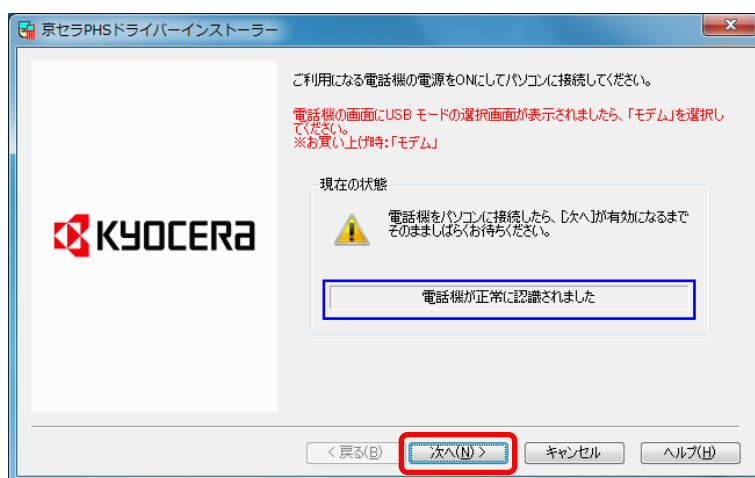 京セラPHSドライバーインストーラー
ご利用になる電話機の電源をONにしてパソコンに接続してください。
電話機の画面にUSB モードの選択画面が表示されましたら、「モデム」を選択し
てください。
※お買い上げ時:「モデム」
現在の状態
電話機をパソコンに接続したら、[次へ]が有効になるまで
そのまましばらくお待ちください。
KYOCERA
電話機が正常に認識されました
< 戻る(B)
次へ(N) >
キャンセル
ヘルプ(H)